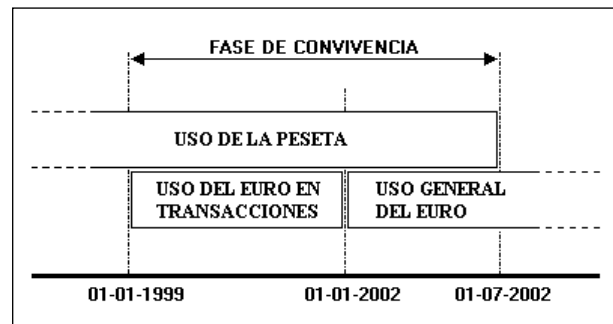 FASE DE CONVIVENCIA
USO DE LA PESETA
USO DEL EURO EN
TRANSACCIONES
USO GENERAL
DEL EURO
01-01-1999
01-01-2002
01-07-2002